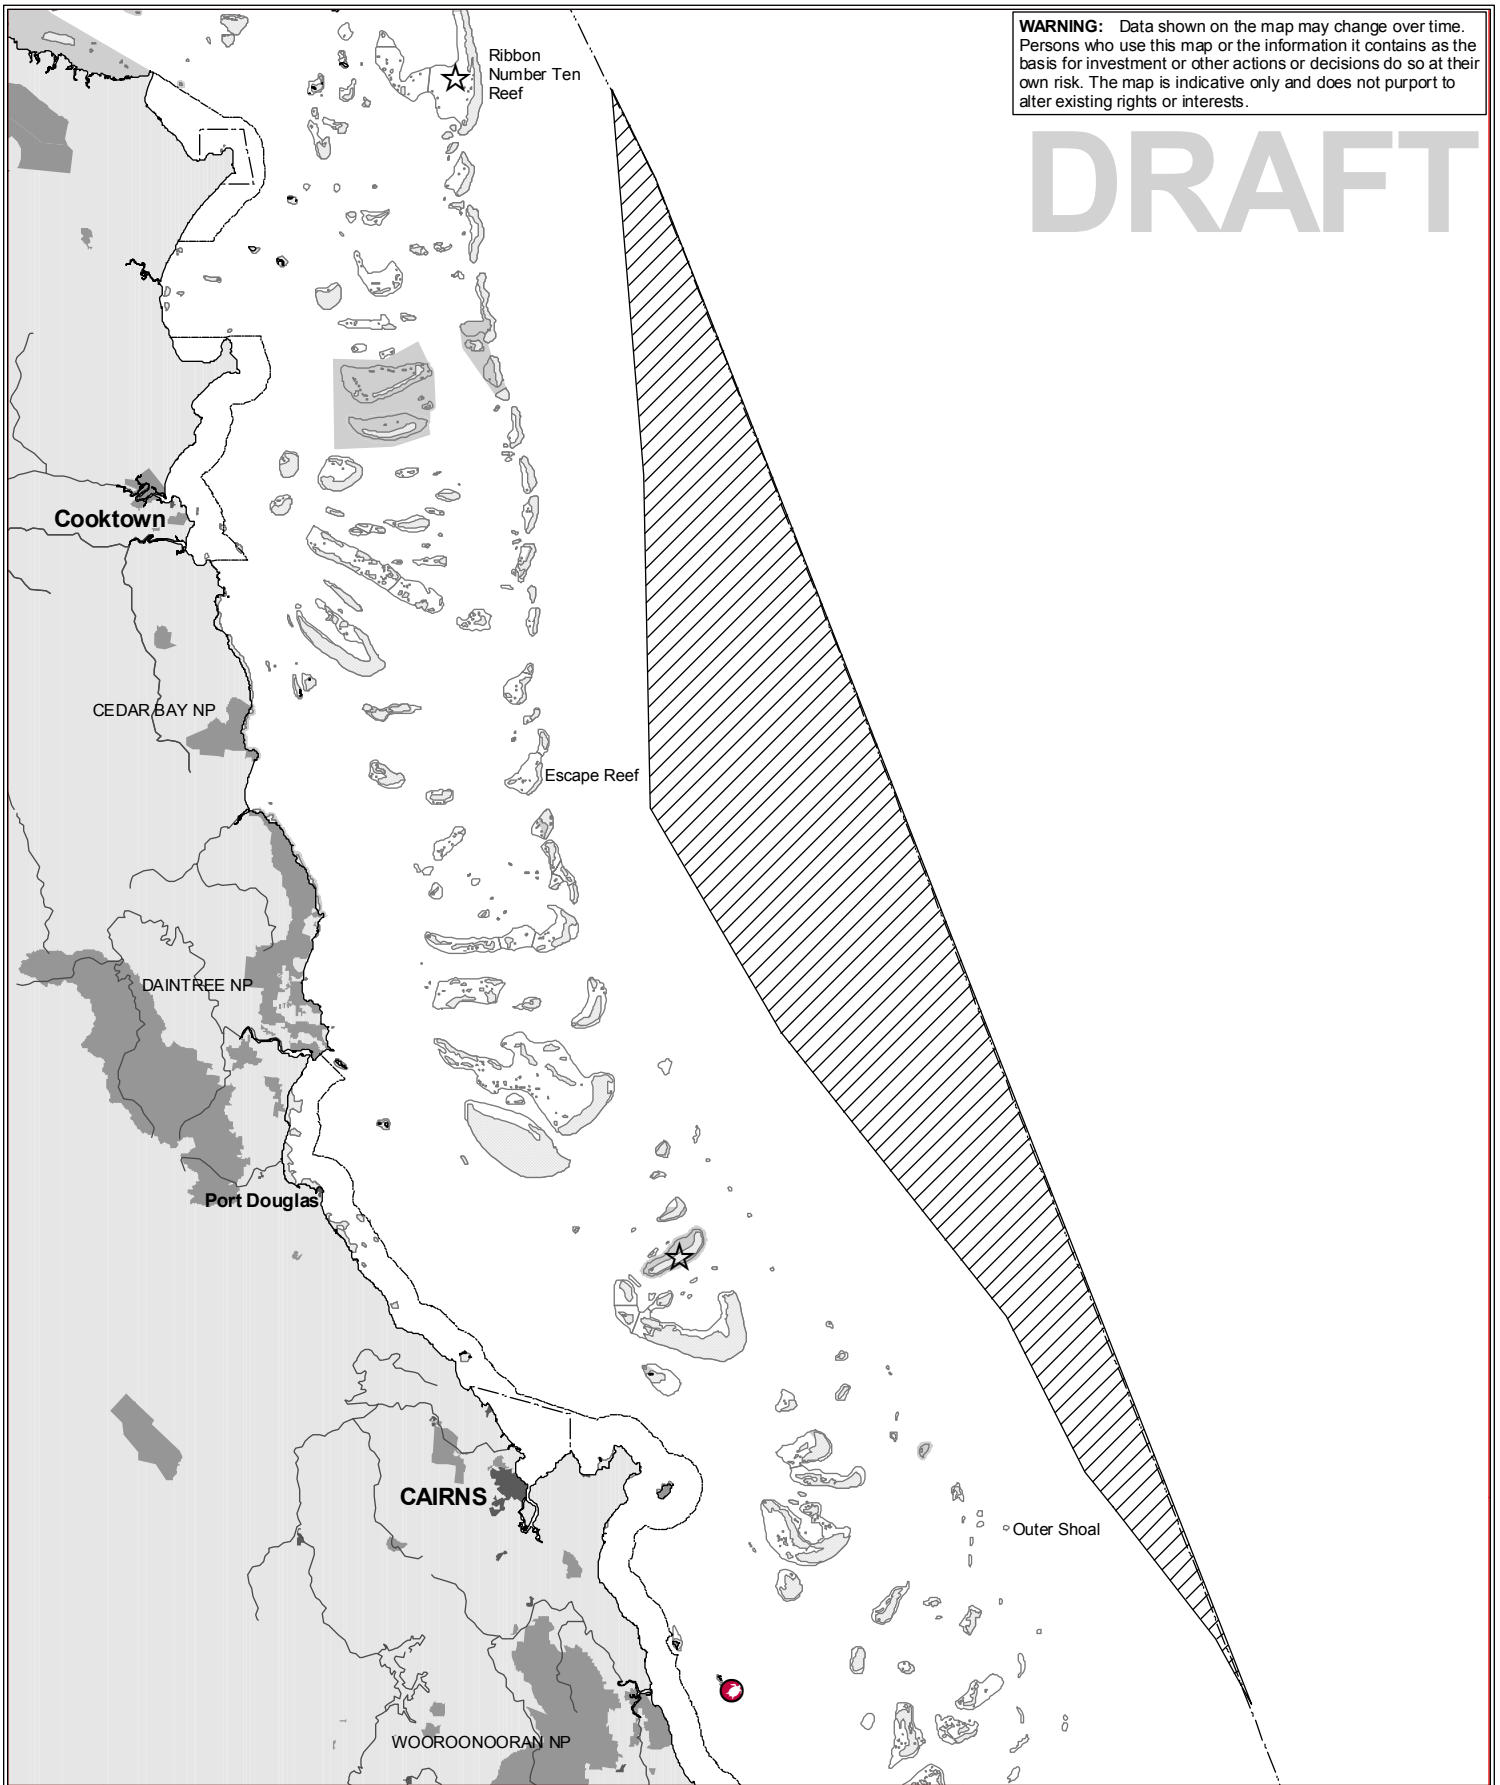 WARNING: Data shown on the map may change over time.
Persons who use this map or the information it contains as the
basis for investment or other actions or decisions do so at their
own risk. The map is indicative only and does not purport to
alter existing rights or interests.
DRAFT
Ribbon
Number Ten
Reef
Cooktown
CEDAR BAY NP
Escape Reef
DAINTREE NP
Port Douglas
CAIRNS
Outer Shoal
WOOROONOORAN NP